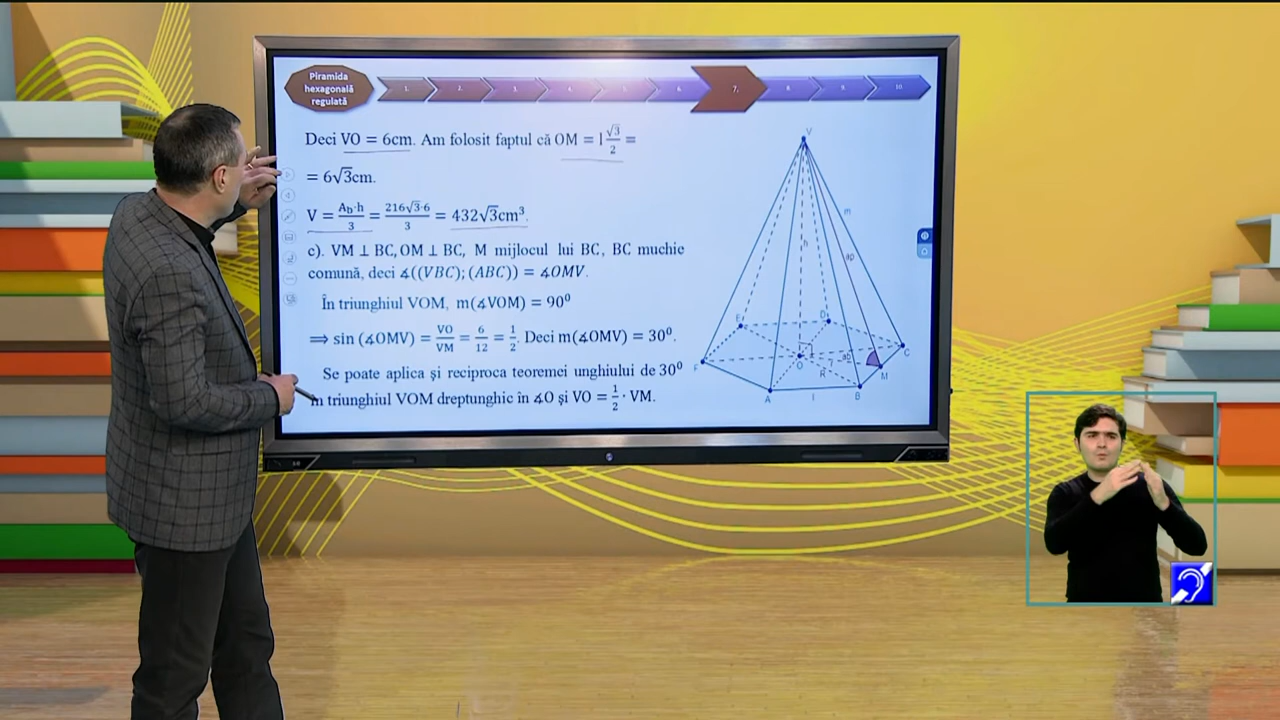 Piramida
hexagonală
regulată
1.
2.
3.
4.
5.
6.
7.
8.
9.
10.
Deci VO = 6cm. Am folosit faptul că OM = l√3/2 =
= 6√3cm.
V = A_b·h/3 = 216√3·6/3 = 432√3cm³.
c). VM ⊥ BC, OM ⊥ BC, M mijlocul lui BC, BC muchie
comună, deci ∡((VBC); (ABC)) = ∡OMV.
În triunghiul VOM, m(∡VOM) = 90⁰
⟹ sin (∡OMV) = VO/VM = 6/12 = 1/2. Deci m(∡OMV) = 30⁰.
Se poate aplica și reciproca teoremei unghiului de 30⁰
în triunghiul VOM dreptunghic în ∡O și VO = 1/2 · VM.
V
m
h
ap
E
D
F
O
ab
C
R
M
A
l
B